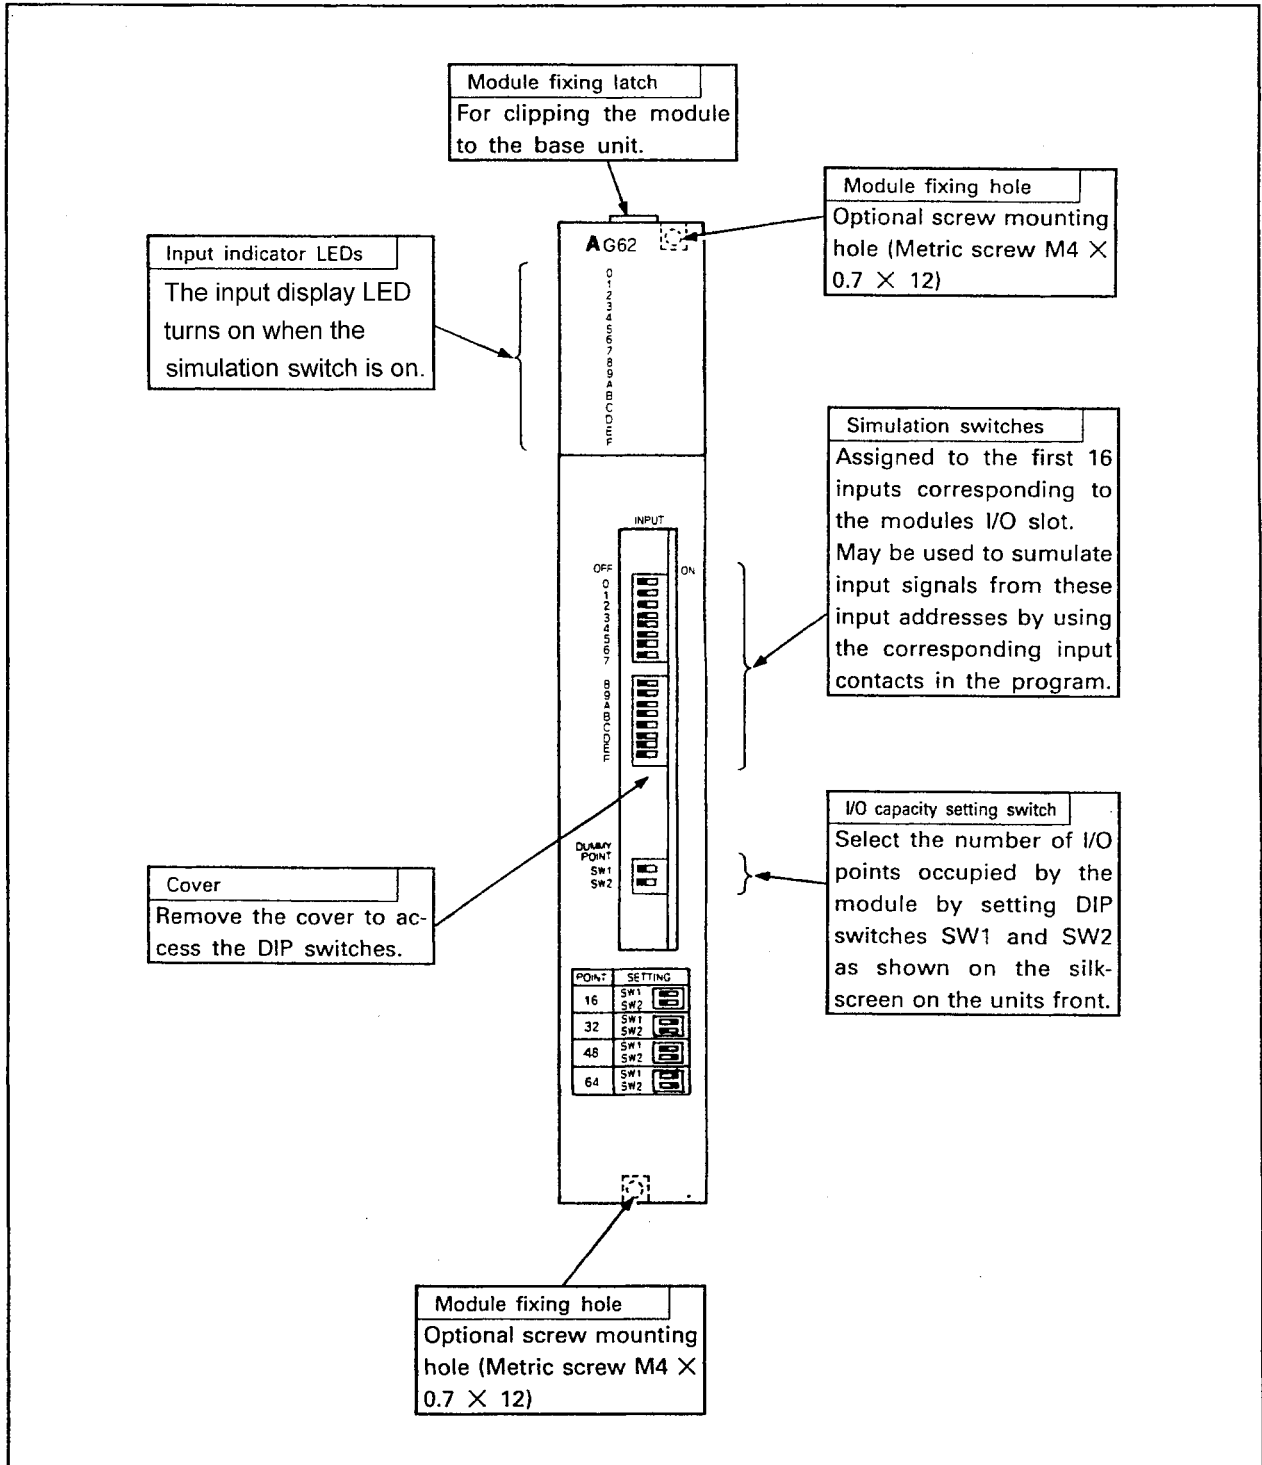 Module fixing latch
For clipping the module
to the base unit.
Module fixing hole
Optional screw mounting
hole (Metric screw M4 ×
0.7 × 12)
Input indicator LEDs
The input display LED
turns on when the
simulation switch is on.
AG62
0
1
2
3
4
5
6
7
8
9
A
B
C
D
E
F
Simulation switches
Assigned to the first 16
inputs corresponding to
the modules I/O slot.
May be used to sumulate
input signals from these
input addresses by using
the corresponding input
contacts in the program.
INPUT
OFF ON
0
1
2
3
4
5
6
7
8
9
A
B
C
D
E
F
I/O capacity setting switch
Select the number of I/O
points occupied by the
module by setting DIP
switches SW1 and SW2
as shown on the silk-
screen on the units front.
DUMMY
POINT
SW1
SW2
Cover
Remove the cover to ac-
cess the DIP switches.
POINT SETTING
16 SW1
SW2
32 SW1
SW2
48 SW1
SW2
64 SW1
SW2
Module fixing hole
Optional screw mounting
hole (Metric screw M4 ×
0.7 × 12)